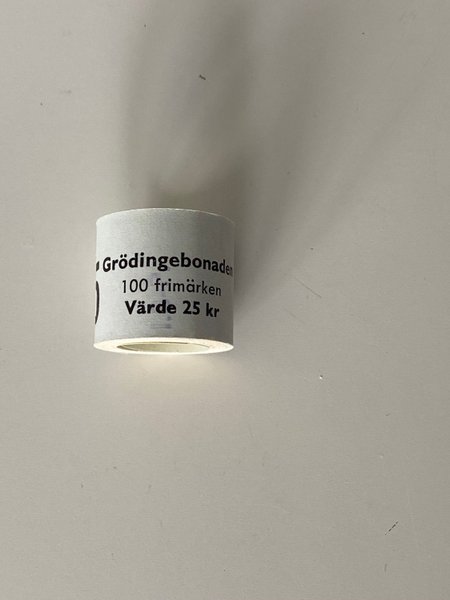 Grödingebonaden
100 frimärken
Värde 25 kr